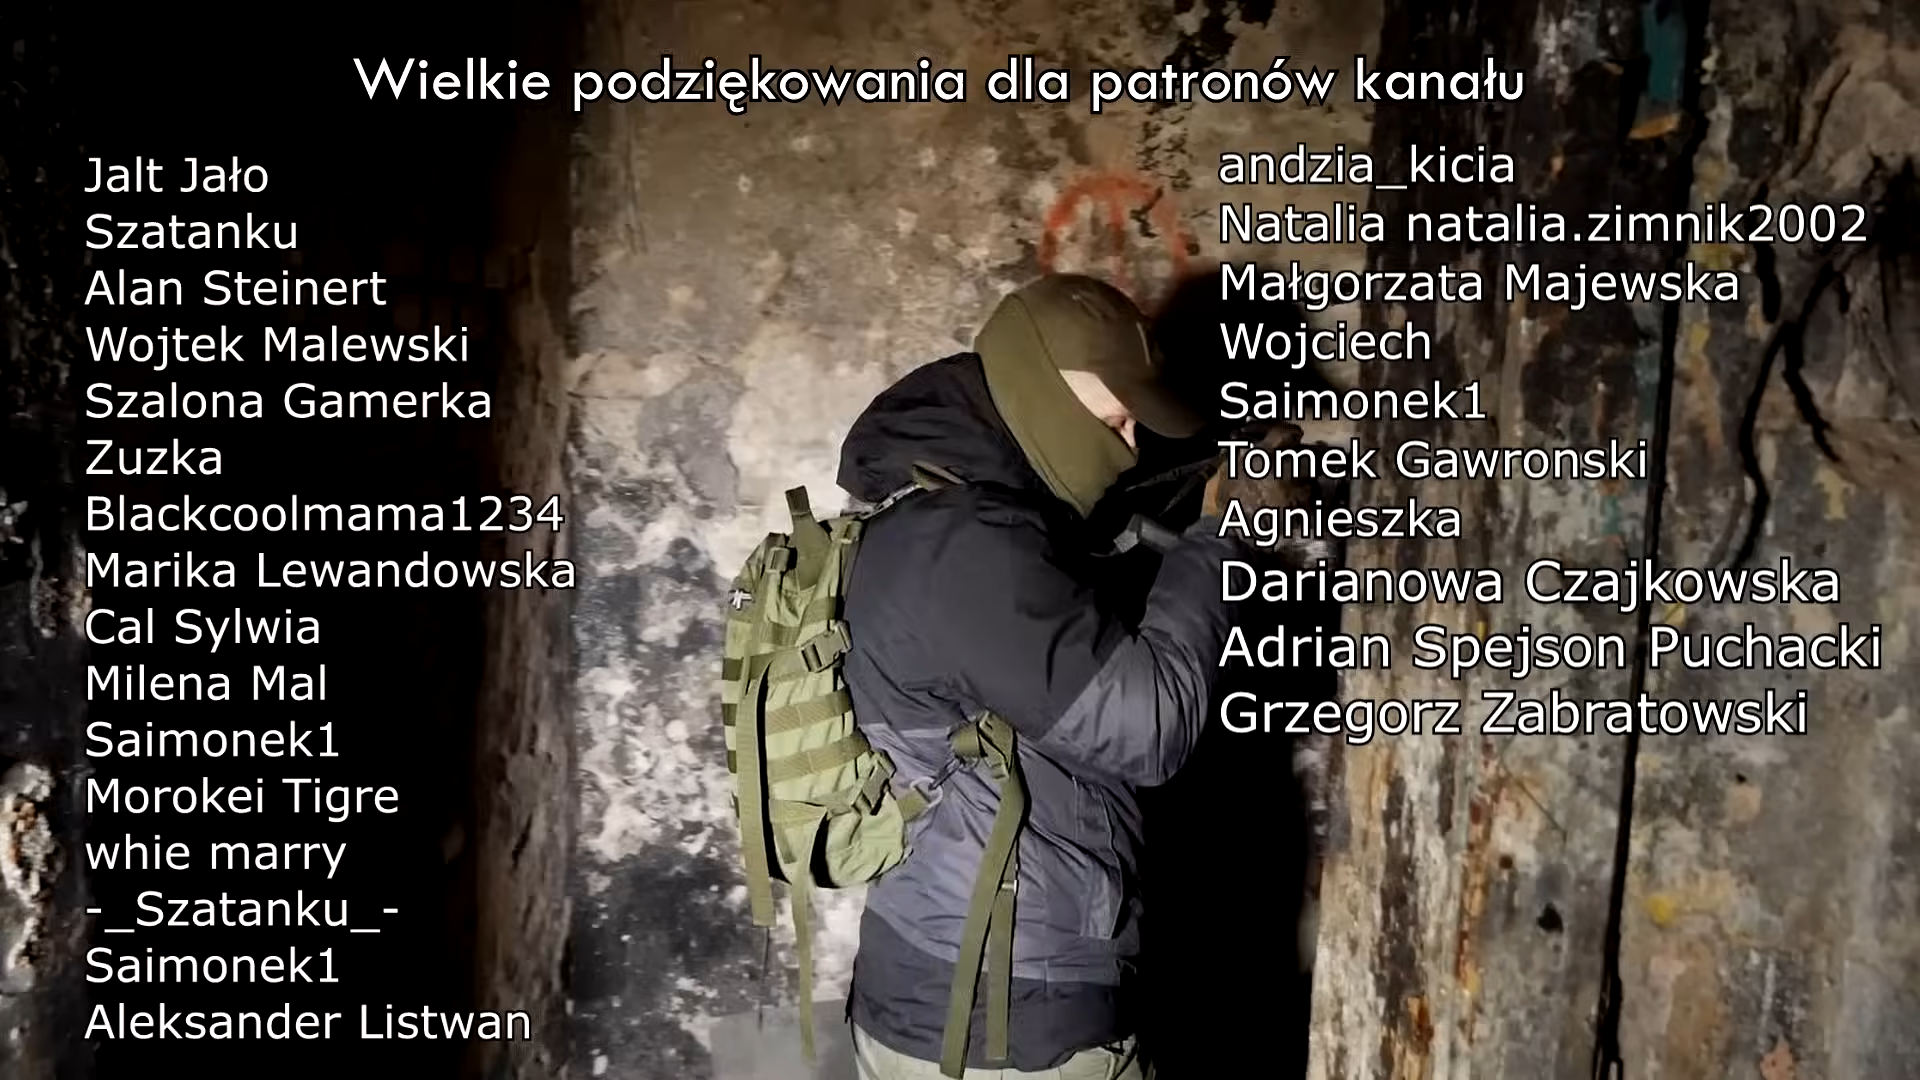 Wielkie podziękowania dla patronów kanału
Jalt Jało
Szatanku
Alan Steinert
Wojtek Malewski
Szalona Gamerka
Zuzka
Blackcoolmama1234
Marika Lewandowska
Cal Sylwia
Milena Mal
Saimonek1
Morokei Tigre
whie marry
-_Szatanku_-
Saimonek1
Aleksander Listwan
andzia_kicia
Natalia natalia.zimnik2002
Małgorzata Majewska
Wojciech
Saimonek1
Tomek Gawronski
Agnieszka
Darianowa Czajkowska
Adrian Spejson Puchacki
Grzegorz Zabratowski